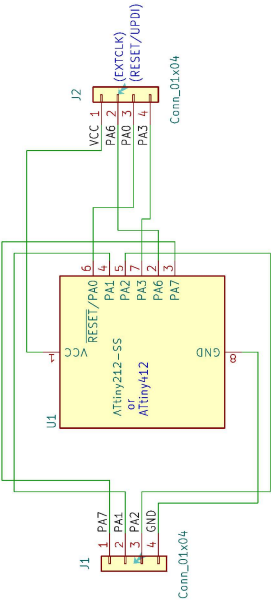 J2
VCC 1
PA6 2
PA0 3
PA3 4
(EXTCLK)
(RESET/UPDI)
Conn_01x04
U1
1 VCC
6 RESET/PA0
4 PA1
5 PA2
7 PA3
2 PA6
3 PA7
GND 8
ATtiny212-SS
or
ATtiny412
J1
1 PA7
2 PA1
3 PA2
4 GND
Conn_01x04